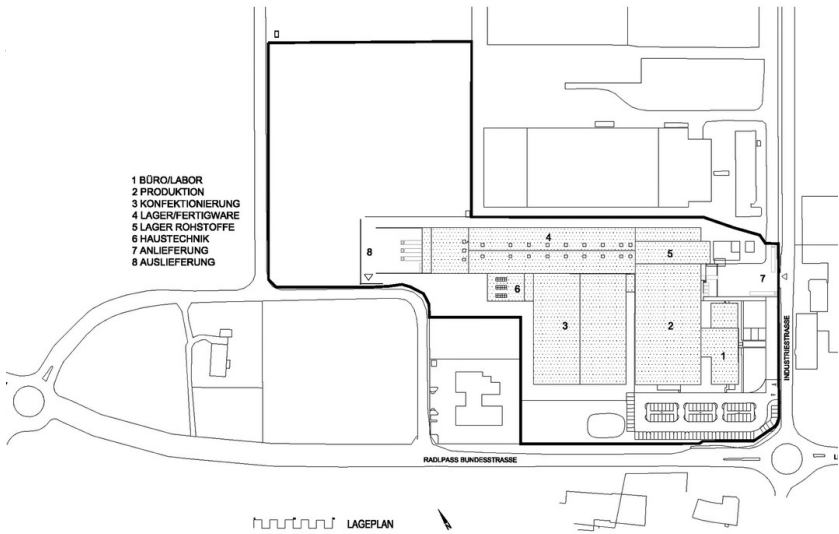 1 BÜRO/LABOR
2 PRODUKTION
3 KONFEKTIONIERUNG
4 LAGER/FERTIGWARE
5 LAGER ROHSTOFFE
6 HAUSTECHNIK
7 ANLIEFERUNG
8 AUSLIEFERUNG
4
8
5
7
6
3
2
1
INDUSTRIESTRASSE
RADLPASS BUNDESSTRASSE
LAGEPLAN